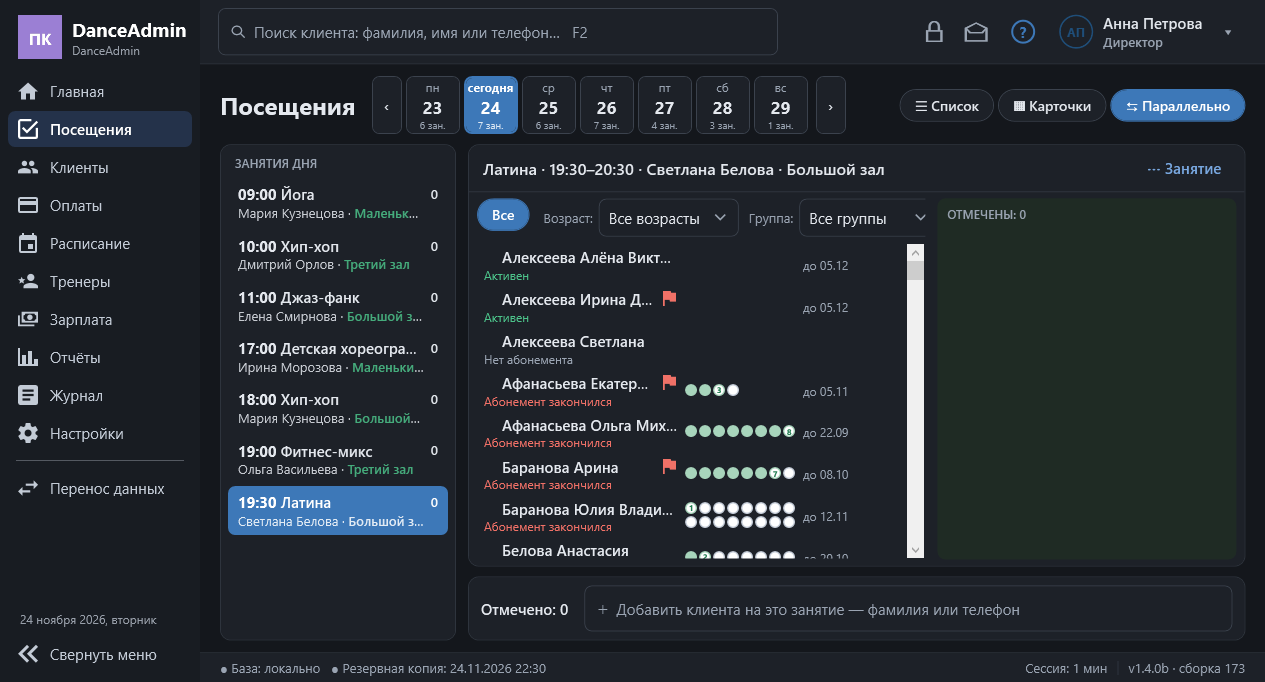 ПК
DanceAdmin
DanceAdmin
Главная
Посещения
Клиенты
Оплаты
Расписание
Тренеры
Зарплата
Отчёты
Журнал
Настройки
Перенос данных
24 ноября 2026, вторник
Свернуть меню
Поиск клиента: фамилия, имя или телефон... F2
?
АП
Анна Петрова
Директор
Посещения
‹
пн
23
6 зан.
сегодня
24
7 зан.
ср
25
6 зан.
чт
26
7 зан.
пт
27
4 зан.
сб
28
3 зан.
вс
29
1 зан.
›
Список
Карточки
Параллельно
ЗАНЯТИЯ ДНЯ
09:00 Йога 0
Мария Кузнецова · Маленьк...
10:00 Хип-хоп 0
Дмитрий Орлов · Третий зал
11:00 Джаз-фанк 0
Елена Смирнова · Большой з...
17:00 Детская хореогра... 0
Ирина Морозова · Маленьки...
18:00 Хип-хоп 0
Мария Кузнецова · Большой...
19:00 Фитнес-микс 0
Ольга Васильева · Третий зал
19:30 Латина 0
Светлана Белова · Большой з...
Латина · 19:30–20:30 · Светлана Белова · Большой зал
--- Занятие
Все
Возраст: Все возрасты
Группа: Все группы
Алексеева Алёна Викт... до 05.12
Активен
Алексеева Ирина Д... до 05.12
Активен
Алексеева Светлана
Нет абонемента
Афанасьева Екатер... 3 до 05.11
Абонемент закончился
Афанасьева Ольга Мих... 8 до 22.09
Абонемент закончился
Баранова Арина 7 до 08.10
Абонемент закончился
Баранова Юлия Влади... 1 до 12.11
Абонемент закончился
Белова Анастасия 2 до 29.10
ОТМЕЧЕНЫ: 0
Отмечено: 0
+ Добавить клиента на это занятие — фамилия или телефон
● База: локально ● Резервная копия: 24.11.2026 22:30
Сессия: 1 мин
v1.4.0b · сборка 173